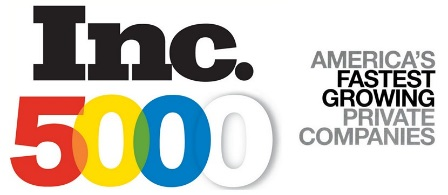 Inc.
5000
AMERICA'S
FASTEST
GROWING
PRIVATE
COMPANIES